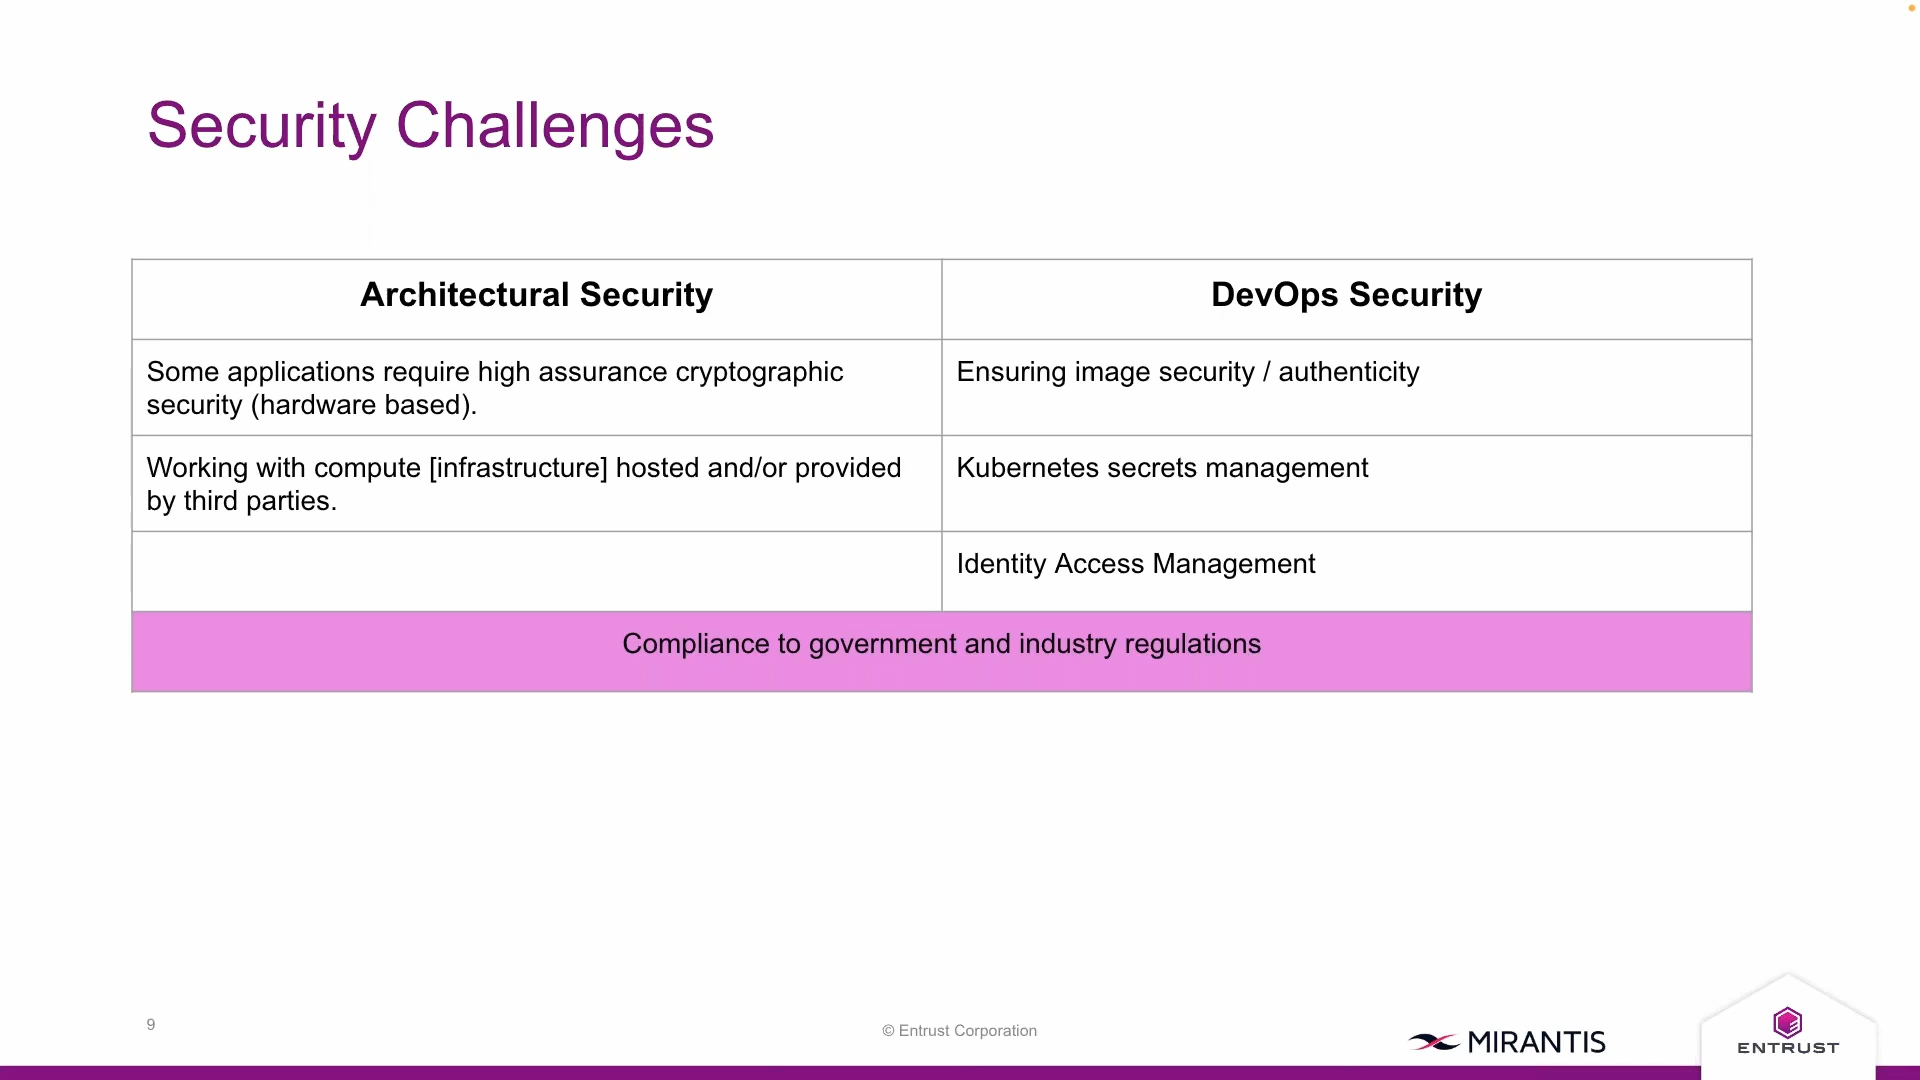 Security Challenges
Architectural Security
DevOps Security
Some applications require high assurance cryptographic
security (hardware based).
Ensuring image security / authenticity
Working with compute [infrastructure] hosted and/or provided
by third parties.
Kubernetes secrets management
Identity Access Management
Compliance to government and industry regulations
9
© Entrust Corporation
MIRANTIS
ENTRUST